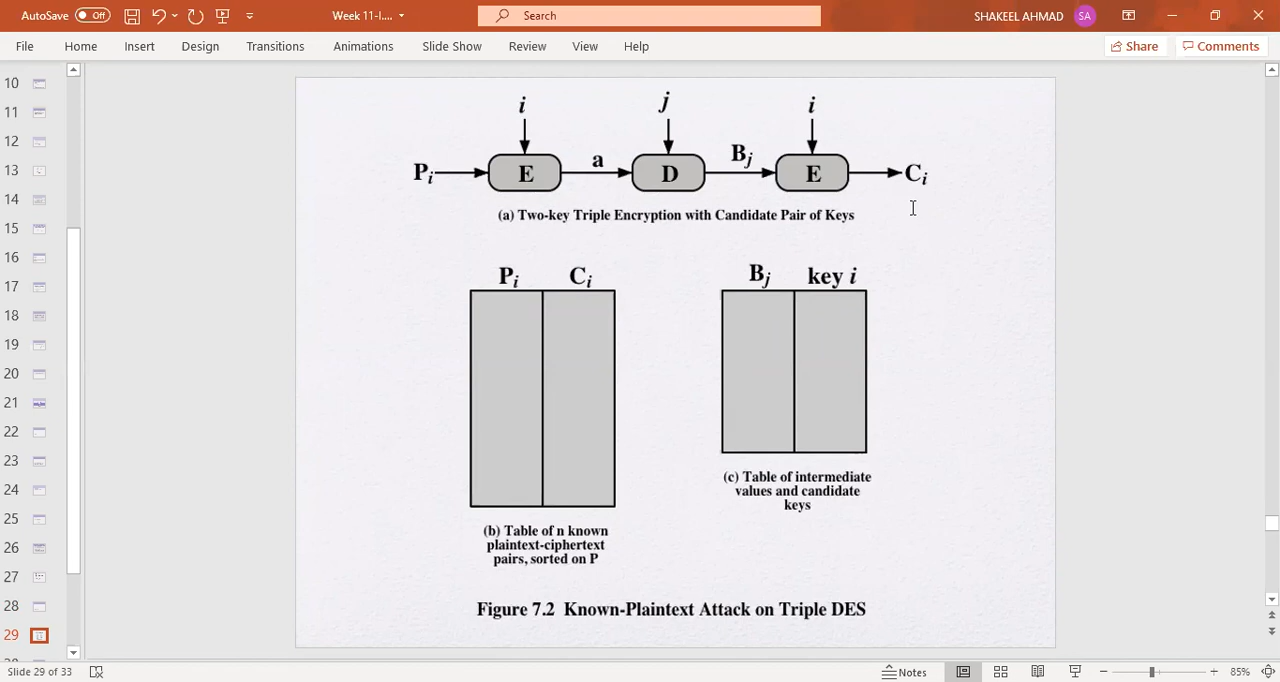 AutoSave Off Week 11-I.... Search SHAKEEL AHMAD SA
File Home Insert Design Transitions Animations Slide Show Review View Help Share Comments
10
11
12
13
14
15
16
17
18
19
20
21
22
23
24
25
26
27
28
29
i j i
Pi E a D Bj E Ci
(a) Two-key Triple Encryption with Candidate Pair of Keys
Pi Ci
(b) Table of n known
plaintext-ciphertext
pairs, sorted on P
Bj key i
(c) Table of intermediate
values and candidate
keys
Figure 7.2 Known-Plaintext Attack on Triple DES
Slide 29 of 33 Notes 85%